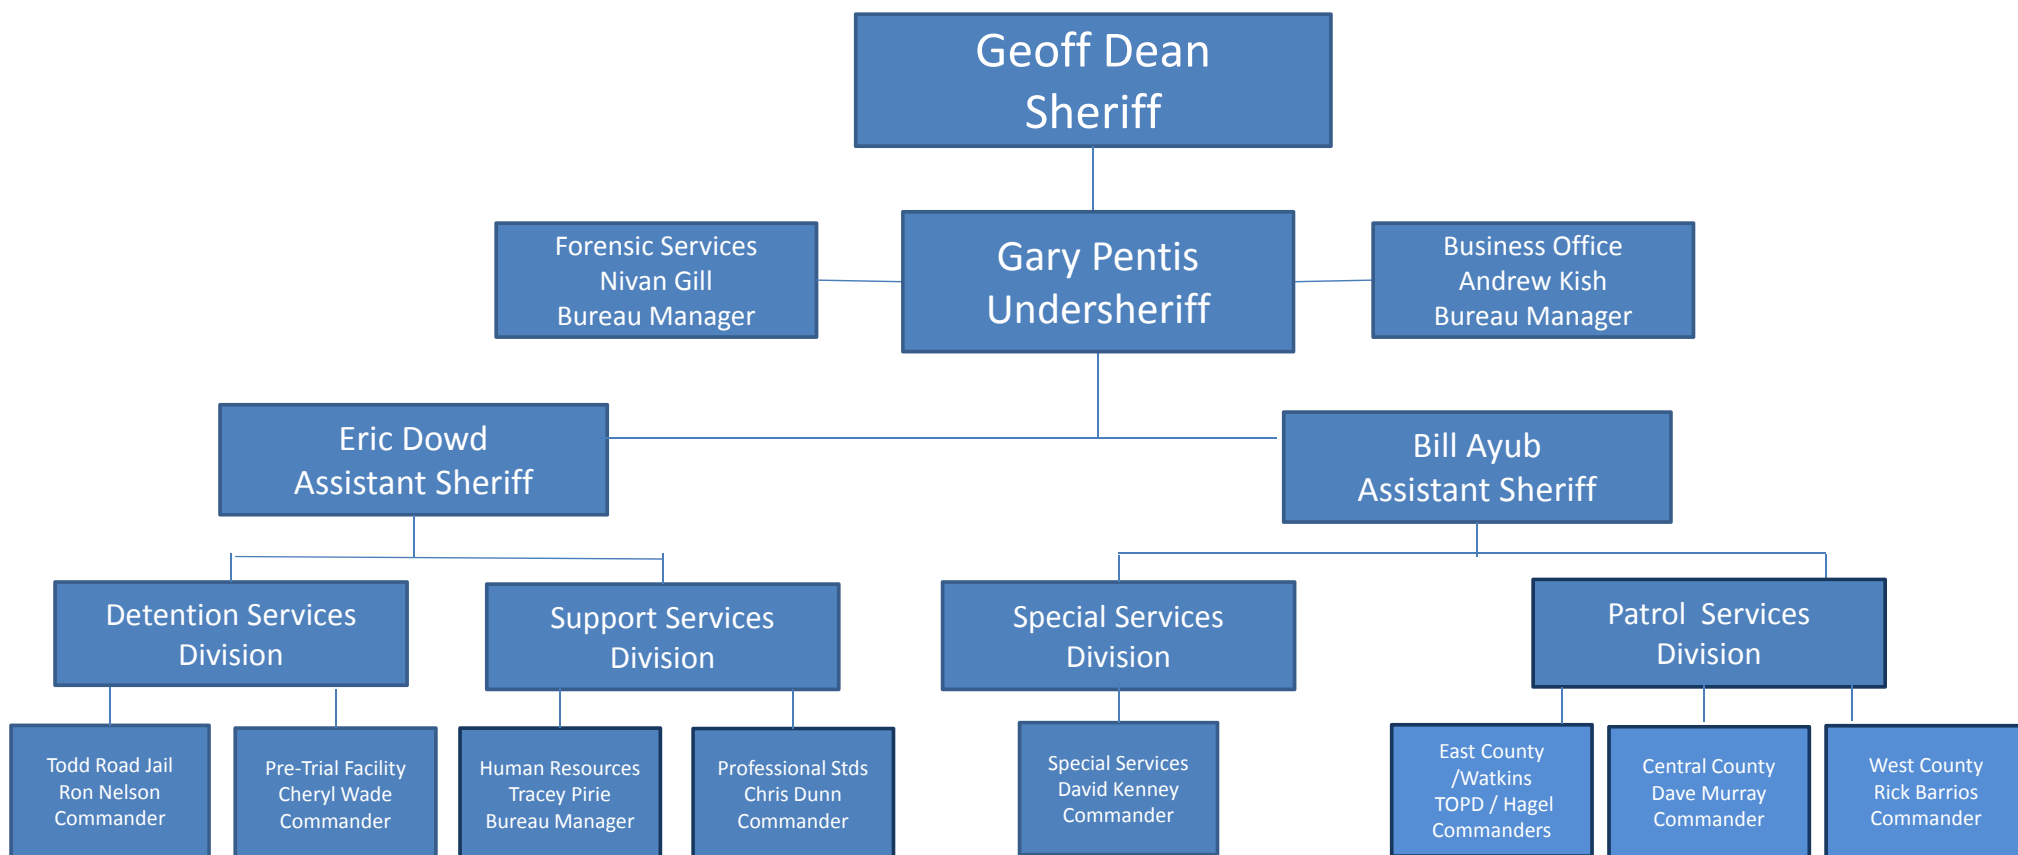 Geoff Dean
Sheriff
Forensic Services
Nivan Gill
Bureau Manager
Gary Pentis
Undersheriff
Business Office
Andrew Kish
Bureau Manager
Eric Dowd
Assistant Sheriff
Bill Ayub
Assistant Sheriff
Detention Services
Division
Support Services
Division
Special Services
Division
Patrol  Services
Division
Todd Road Jail
Ron Nelson
Commander
Pre-Trial Facility
Cheryl Wade
Commander
Human Resources
Tracey Pirie
Bureau Manager
Professional Stds
Chris Dunn
Commander
Special Services
David Kenney
Commander
East County
/Watkins
TOPD / Hagel
Commanders
Central County
Dave Murray
Commander
West County
Rick Barrios
Commander